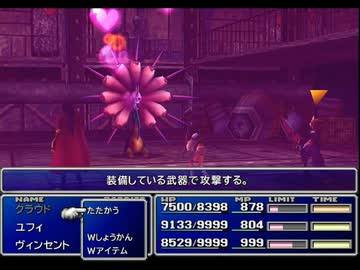 装備している武器で攻撃する。
NAME HP MP LIMIT TIME
クラウド 7500/8398 878
ユフィ 9133/9999 804
ヴィンセント 8529/9999 999
たたかう
Wしょうかん
Wアイテム